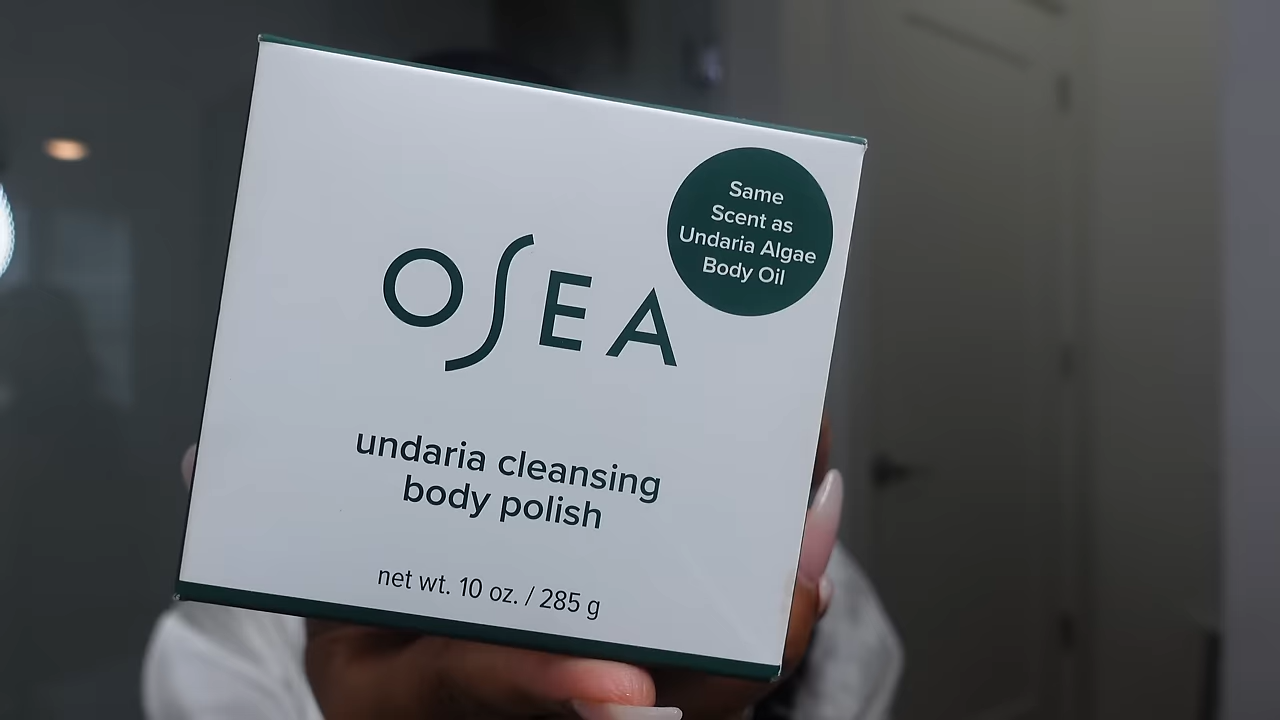 Same
Scent as
Undaria Algae
Body Oil
OSEA
undaria cleansing
body polish
net wt. 10 oz. / 285 g